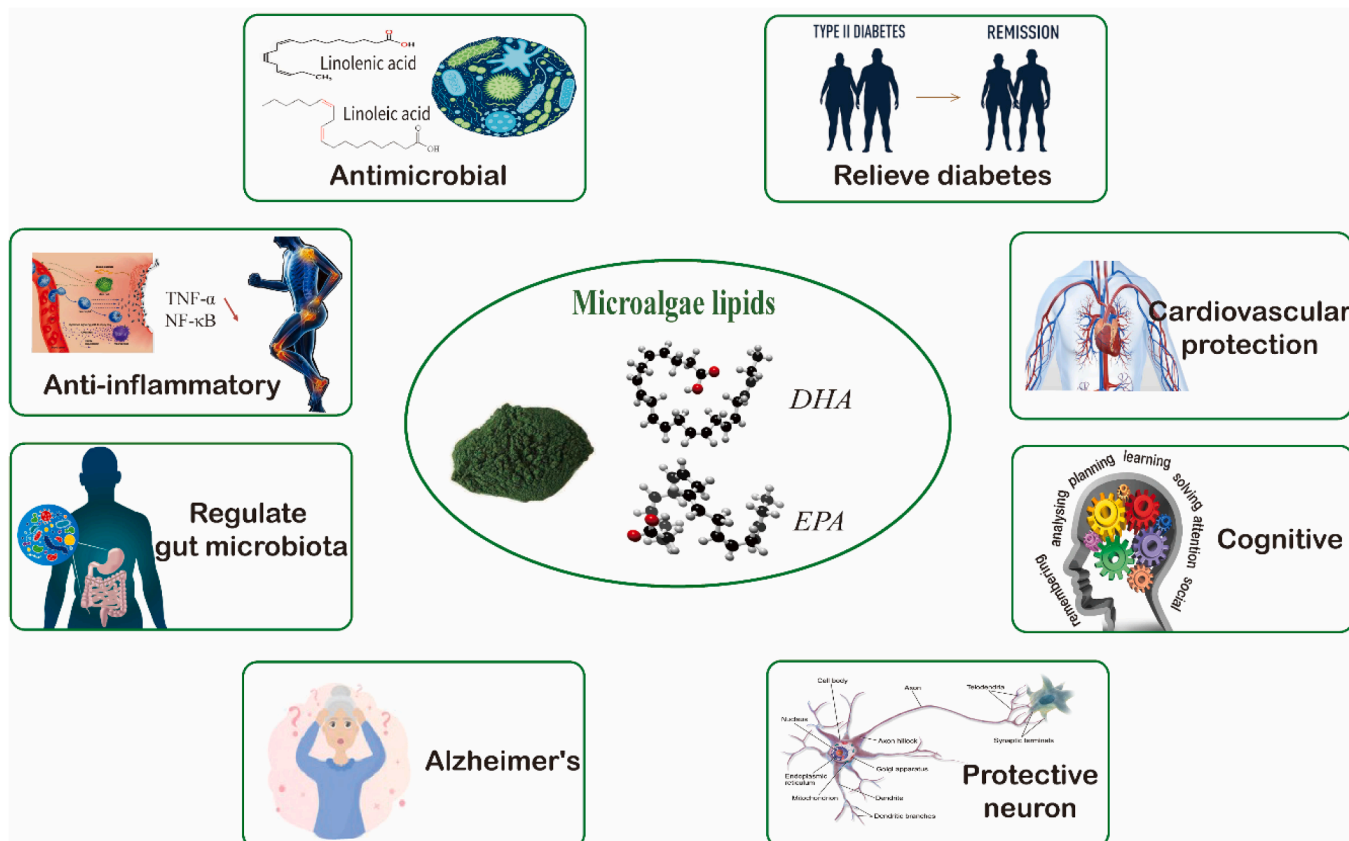 Linolenic acid
O
OH
CH₃
Linoleic acid
O
OH
Antimicrobial
TYPE II DIABETES
REMISSION
Relieve diabetes
TNF-α
NF-κB
Anti-inflammatory
Microalgae lipids
DHA
EPA
Cardiovascular
protection
Regulate
gut microbiota
remembering
analysing
planning
learning
solving
attention
social
Cognitive
Alzheimer's
Cell body
Nucleus
Axon
Telodendria
Axon hillock
Synaptic terminals
Golgi apparatus
Endoplasmic
reticulum
Mitochondrion
Dendrite
Dendritic branches
Protective
neuron